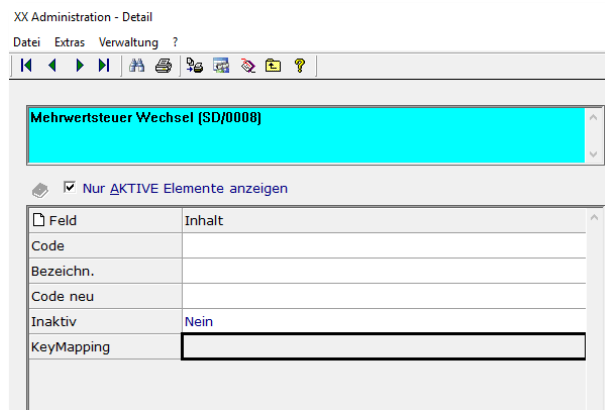 XX Administration - Detail
Datei Extras Verwaltung ?
Mehrwertsteuer Wechsel (SD/0008)
Nur AKTIVE Elemente anzeigen
Feld Inhalt
Code
Bezeichn.
Code neu
Inaktiv Nein
KeyMapping